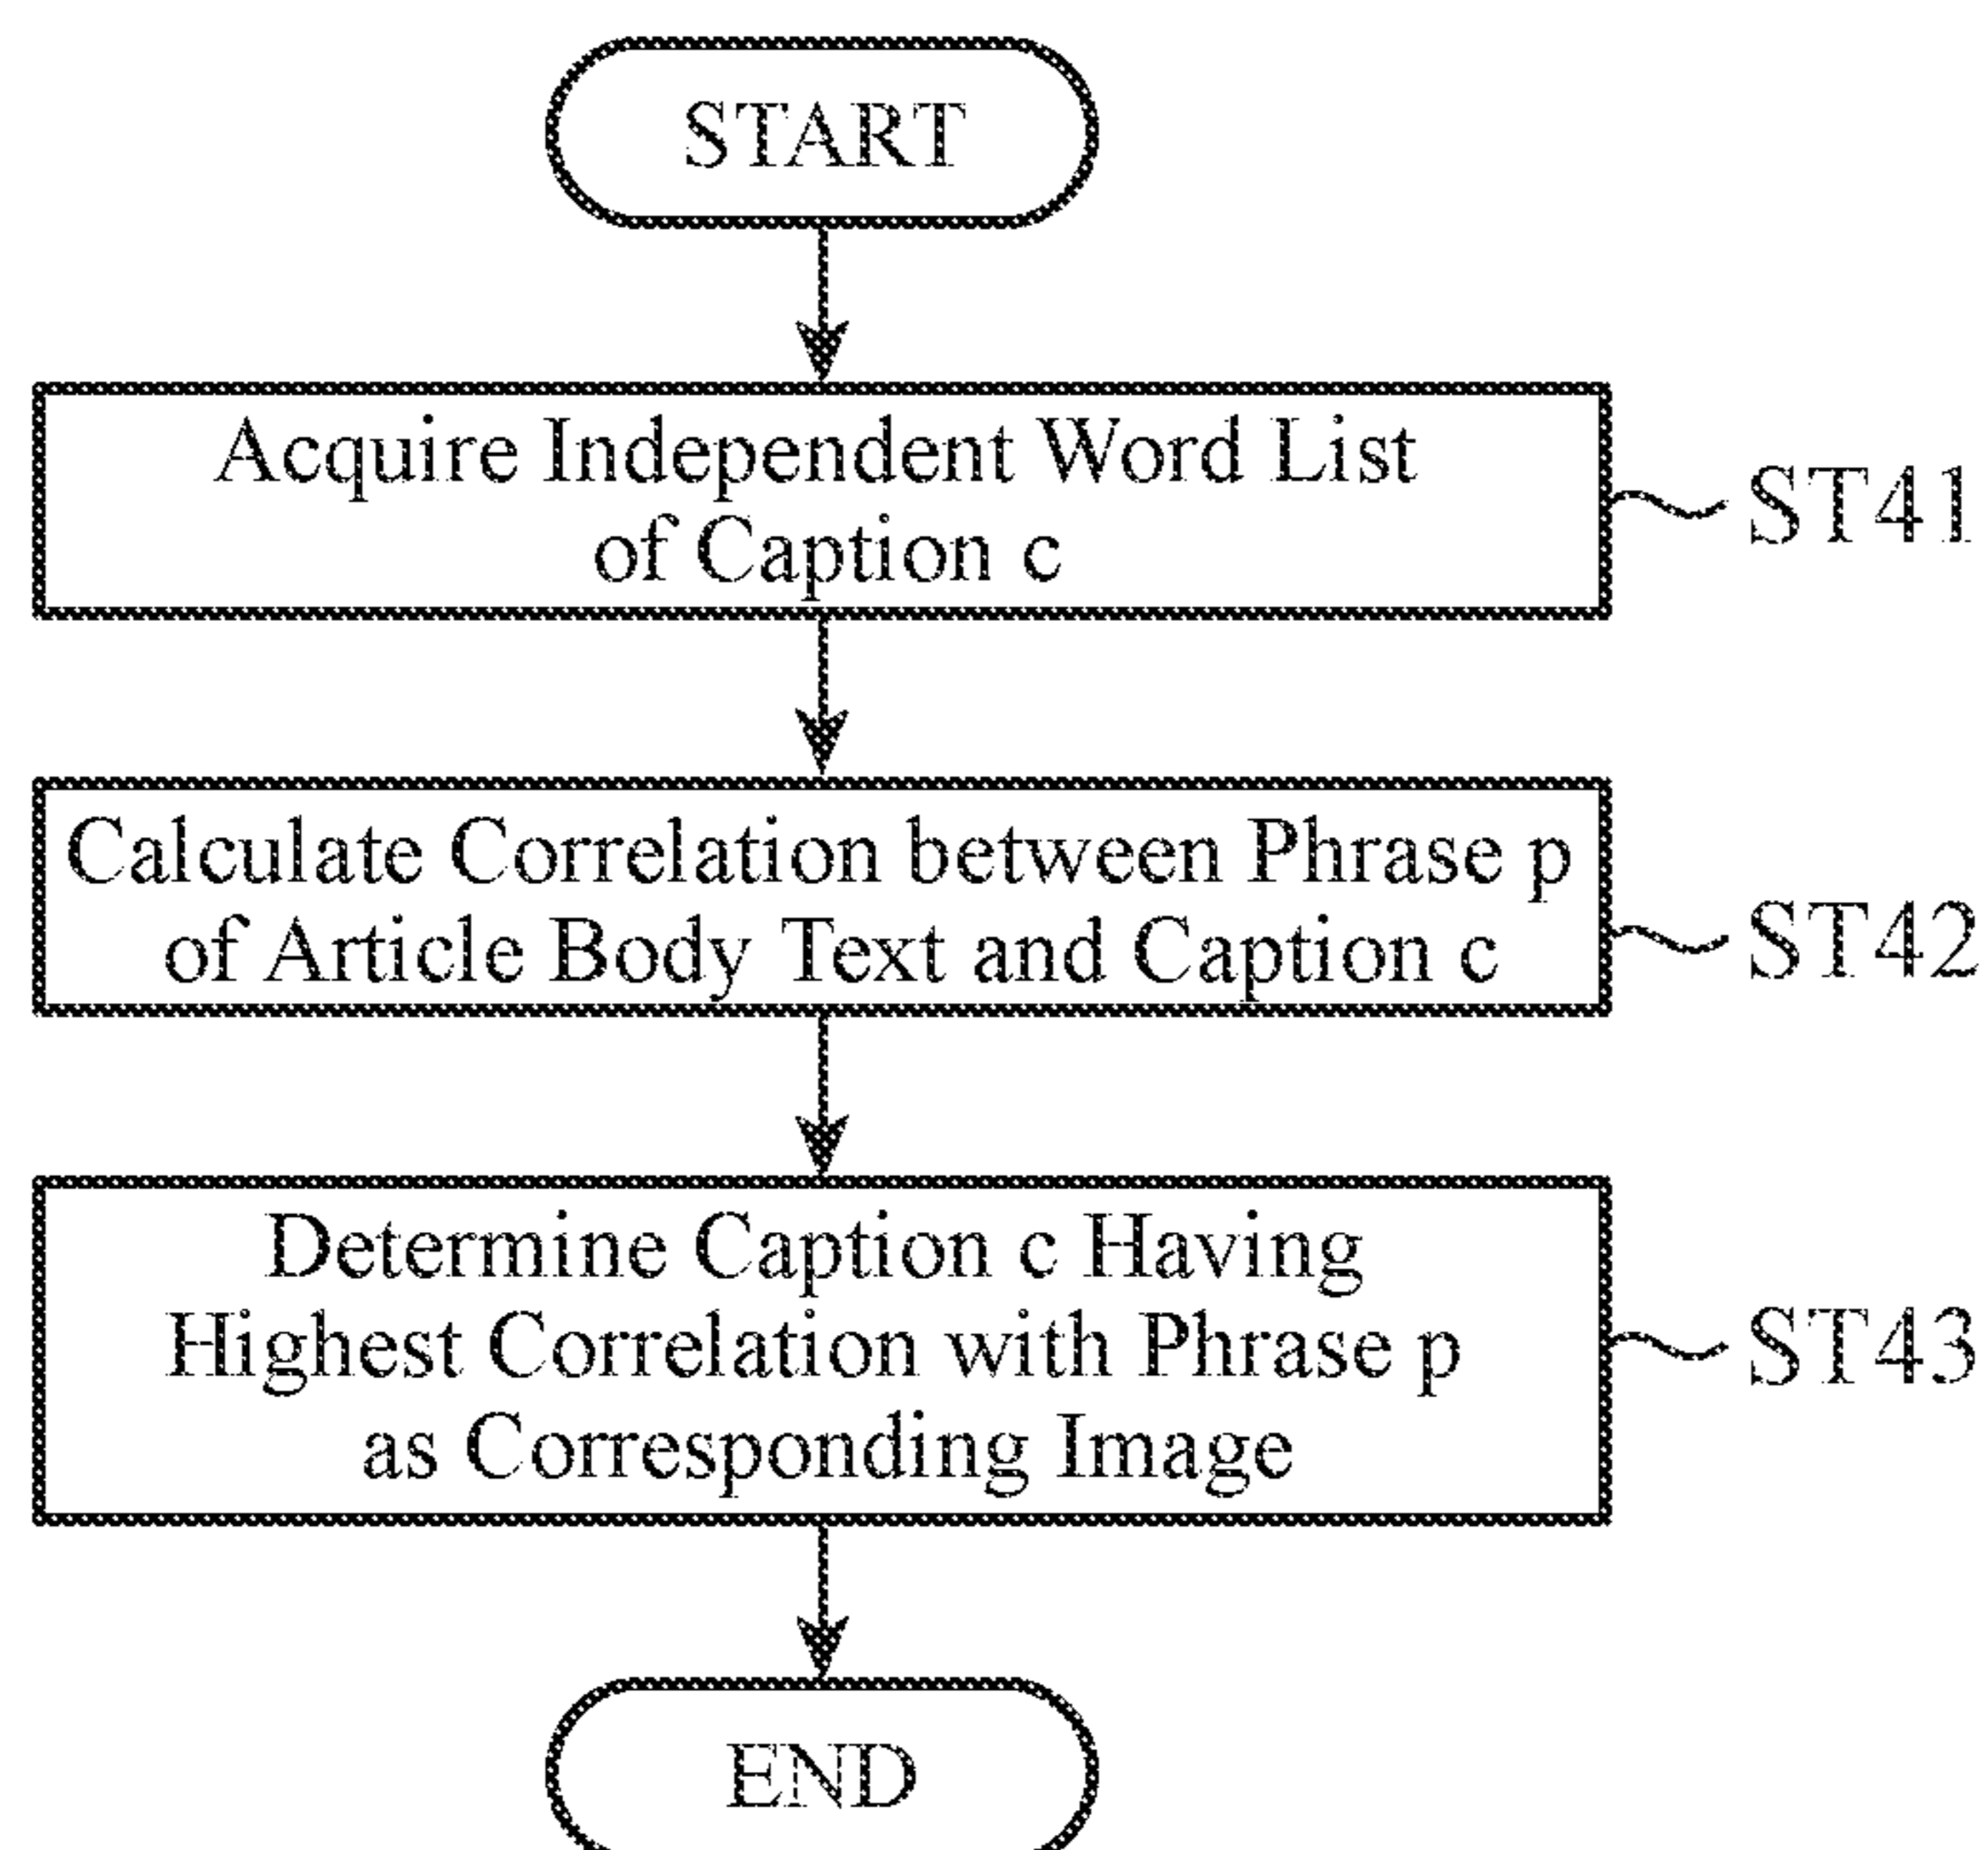 START
Acquire Independent Word List
of Caption c
ST41
Calculate Correlation between Phrase p
of Article Body Text and Caption c
ST42
Determine Caption c Having
Highest Correlation with Phrase p
as Corresponding Image
ST43
END